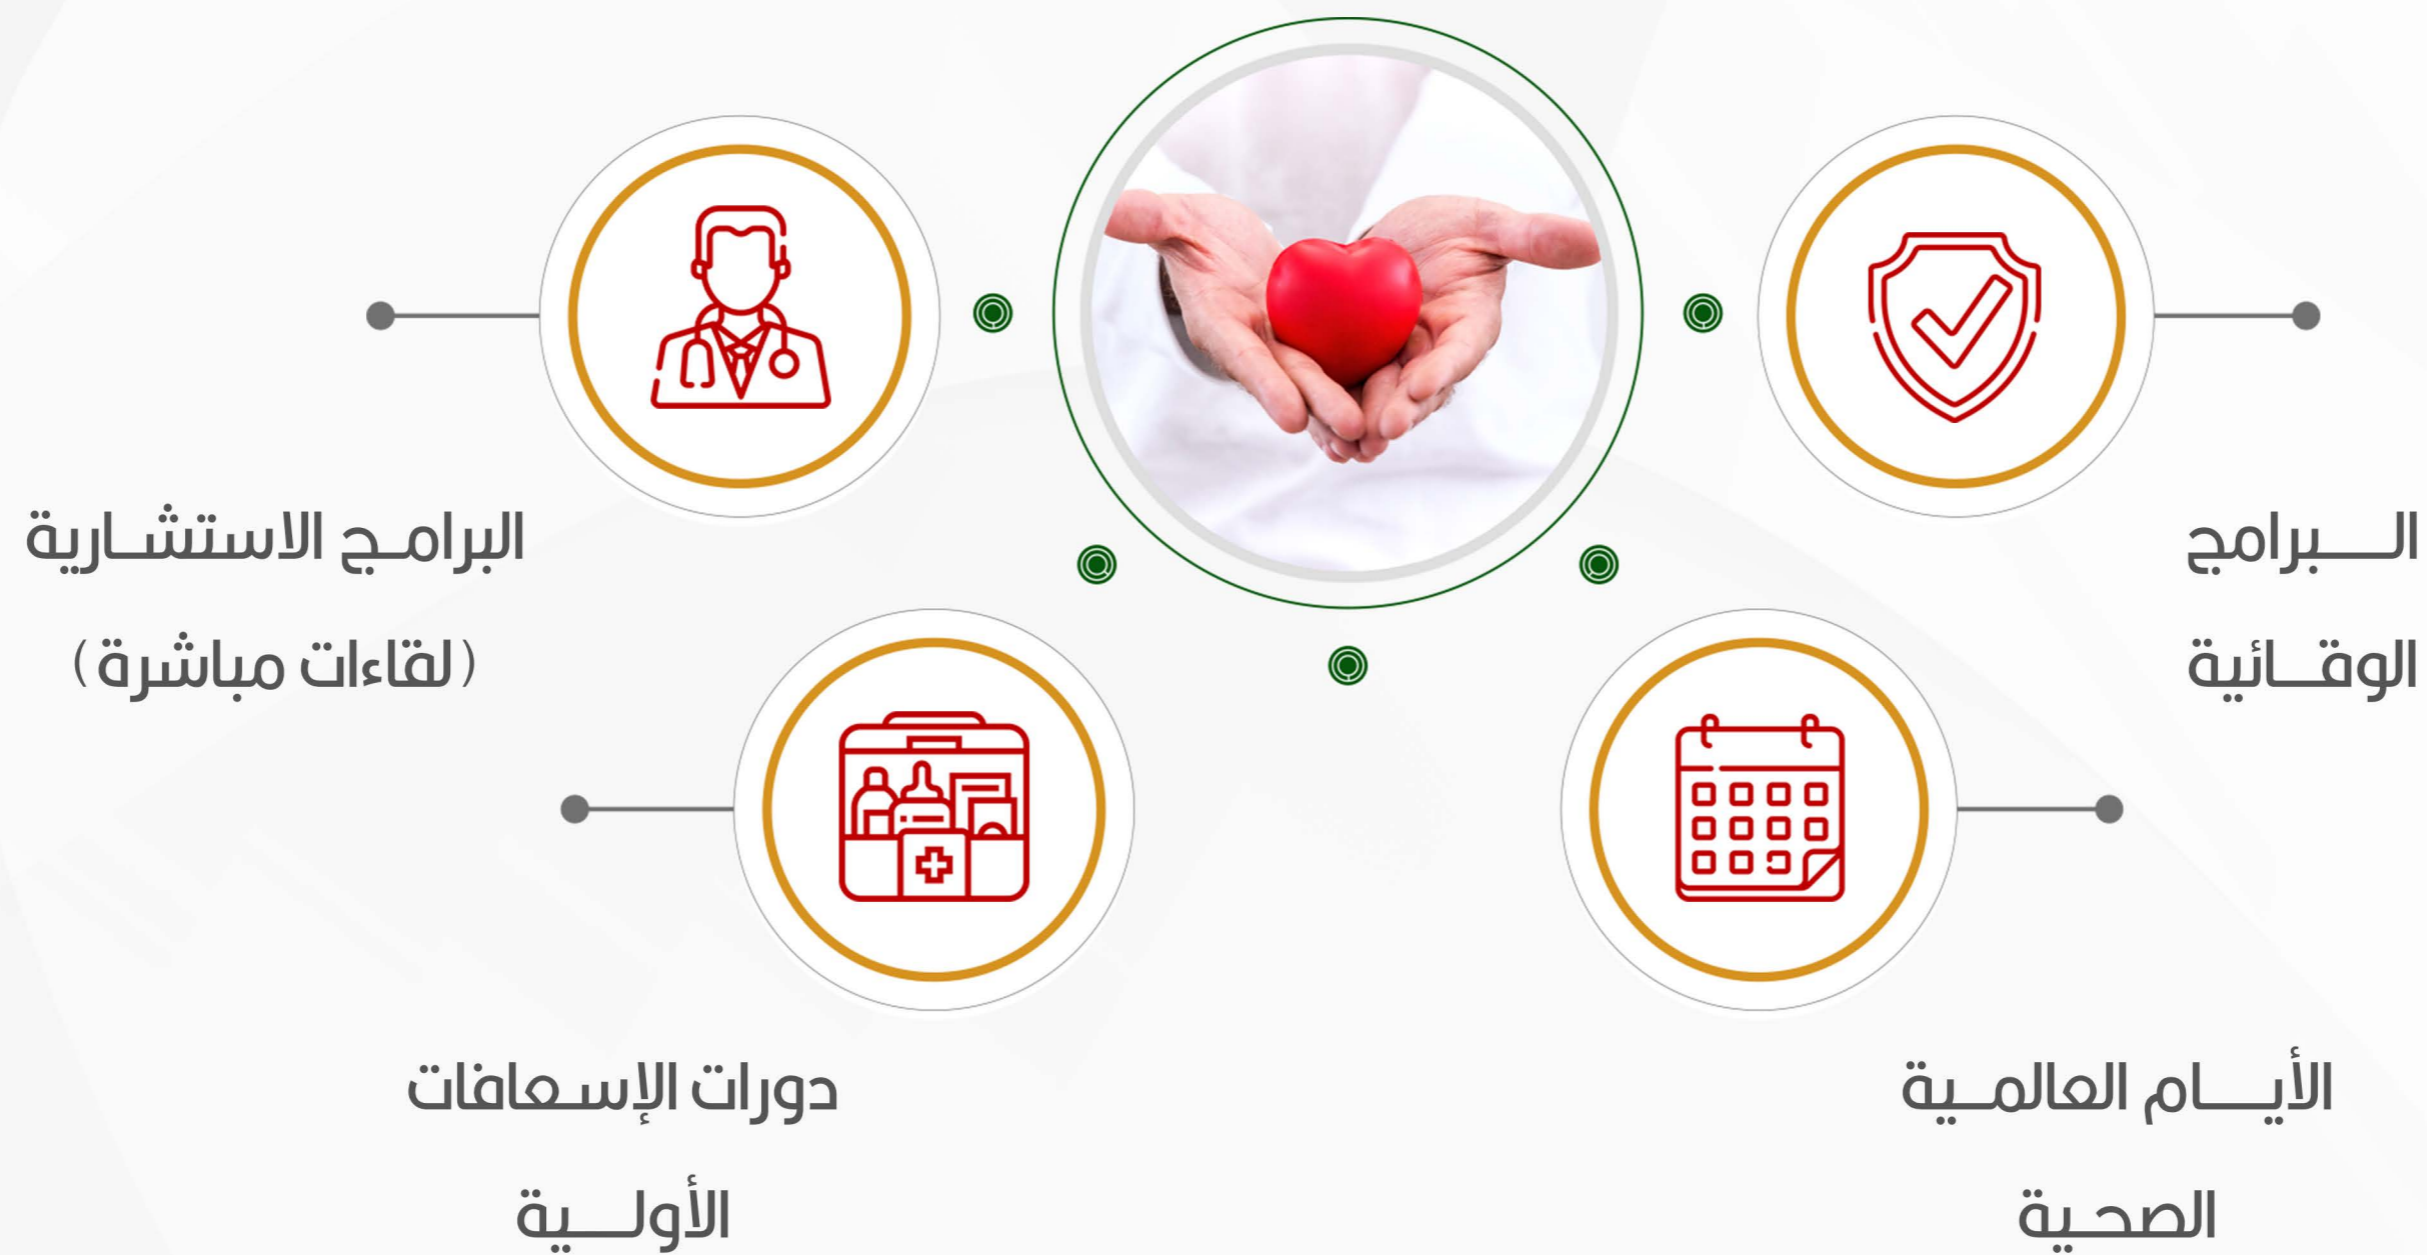 البرامج
الوقائية
الأيام العالمية
الصحية
دورات الإسعافات
الأولية
البرامج الاستشارية
(لقاءات مباشرة)